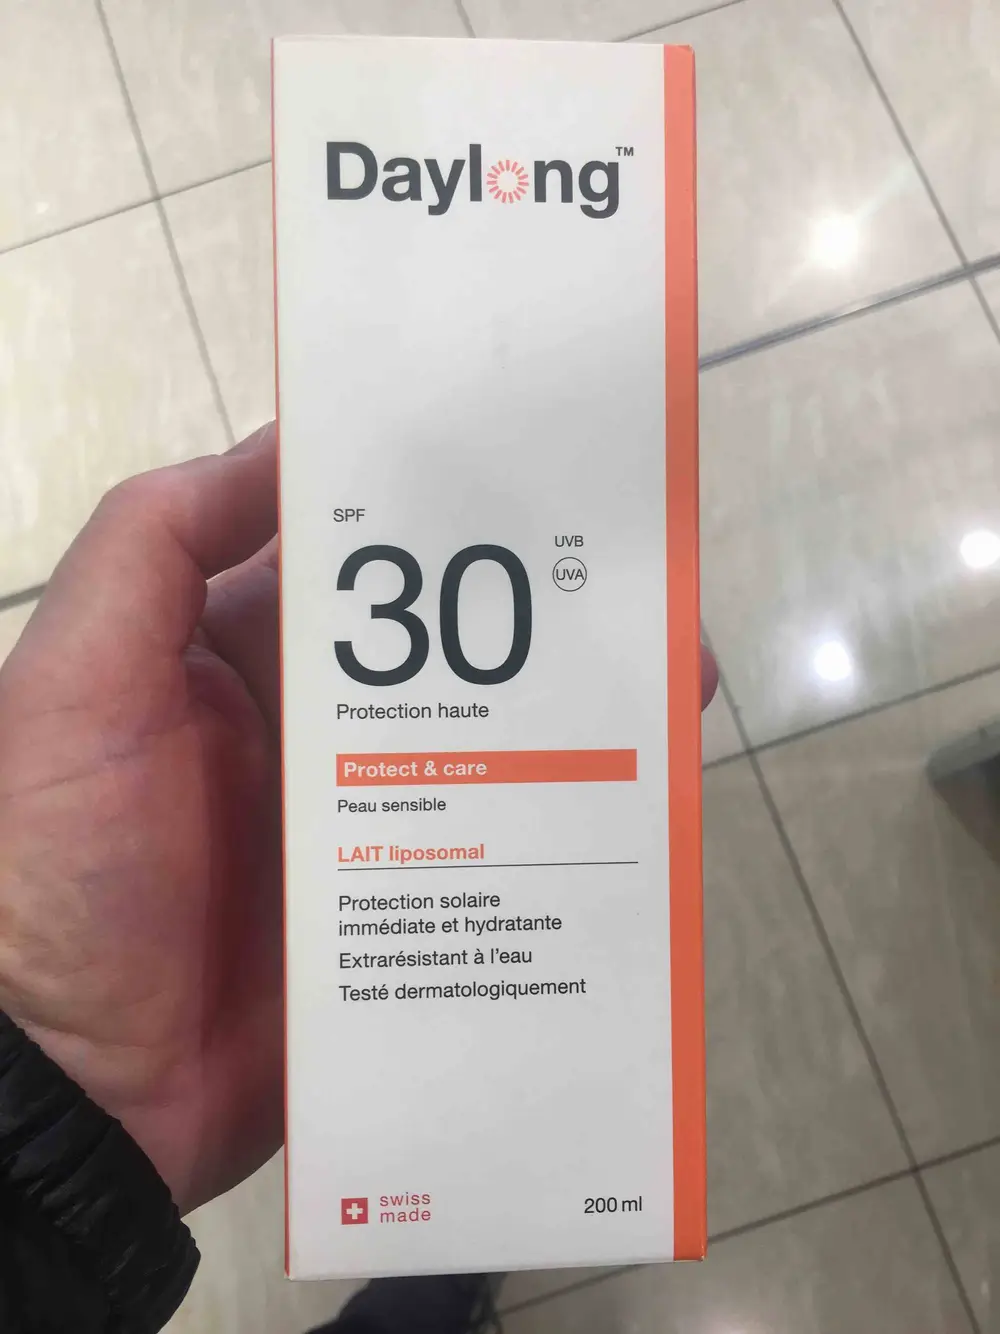 Daylong™
SPF
30
UVB
UVA
Protection haute
Protect & care
Peau sensible
LAIT liposomal
Protection solaire
immédiate et hydratante
Extrarésistant à l'eau
Testé dermatologiquement
swiss
made
200 ml